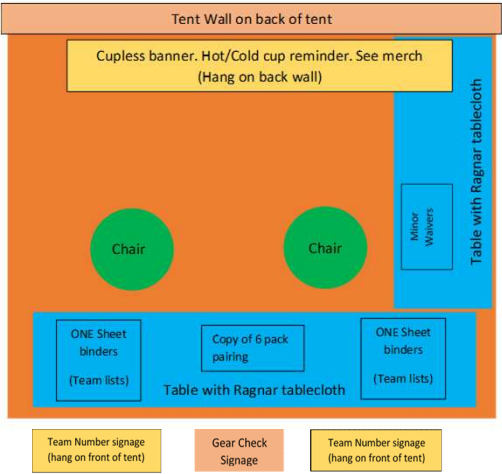 Tent Wall on back of tent
Cupless banner. Hot/Cold cup reminder. See merch
(Hang on back wall)
Table with Ragnar tablecloth
Minor
Waivers
Chair
Chair
ONE Sheet
binders
(Team lists)
Copy of 6 pack
pairing
ONE Sheet
binders
(Team lists)
Table with Ragnar tablecloth
Team Number signage
(hang on front of tent)
Gear Check
Signage
Team Number signage
(hang on front of tent)